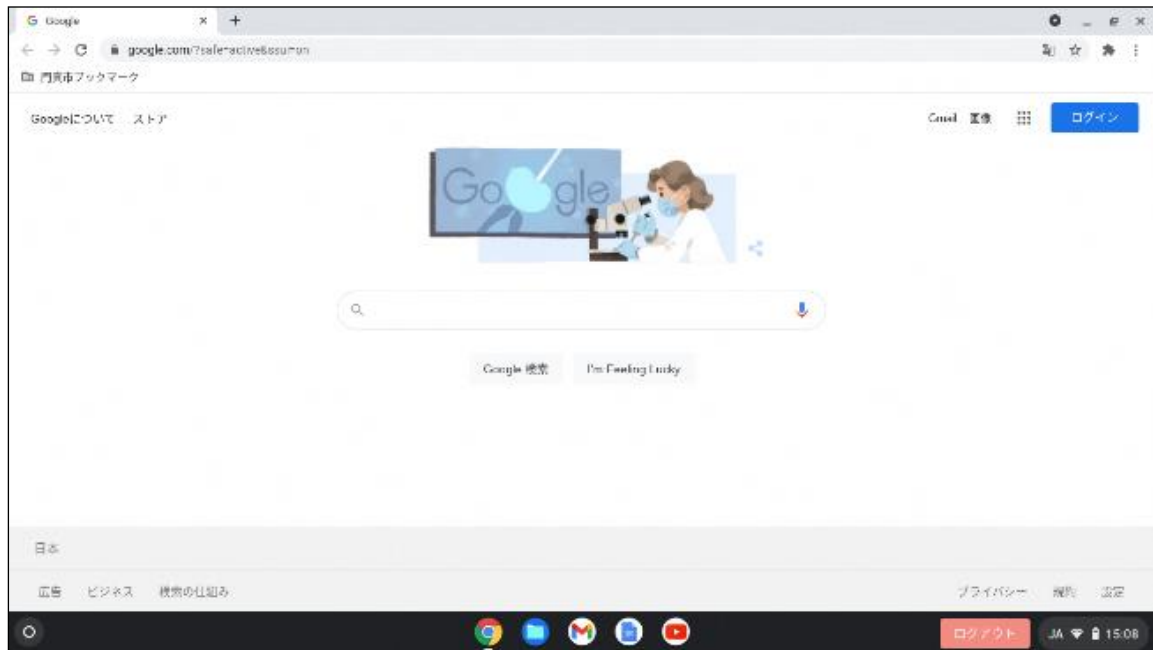 Google
google.com/?safe=active&ssui=on
門真市ブックマーク
Googleについて ストア
Gmail 画像 ログイン
Google
Google 検索 I'm Feeling Lucky
日本
広告 ビジネス 検索の仕組み
プライバシー 規約 設定
ログアウト JA 15:08